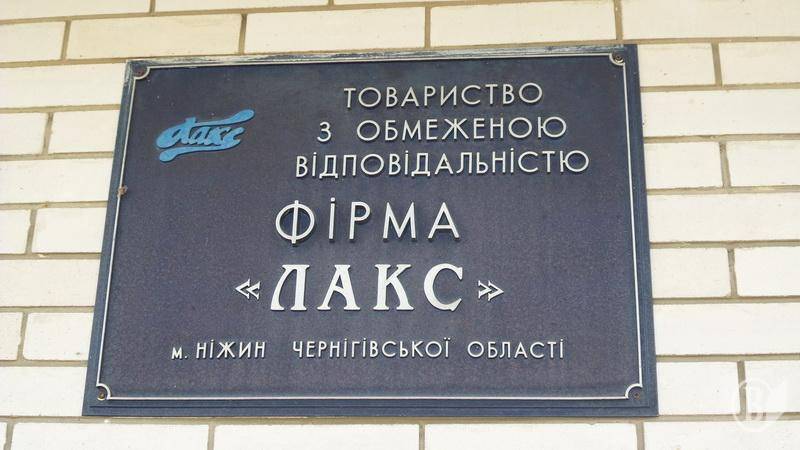 Лакс
ТОВАРИСТВО
З ОБМЕЖЕНОЮ
ВІДПОВІДАЛЬНІСТЮ
ФІРМА
«ЛАКС»
м. НІЖИН ЧЕРНІГІВСЬКОЇ ОБЛАСТІ